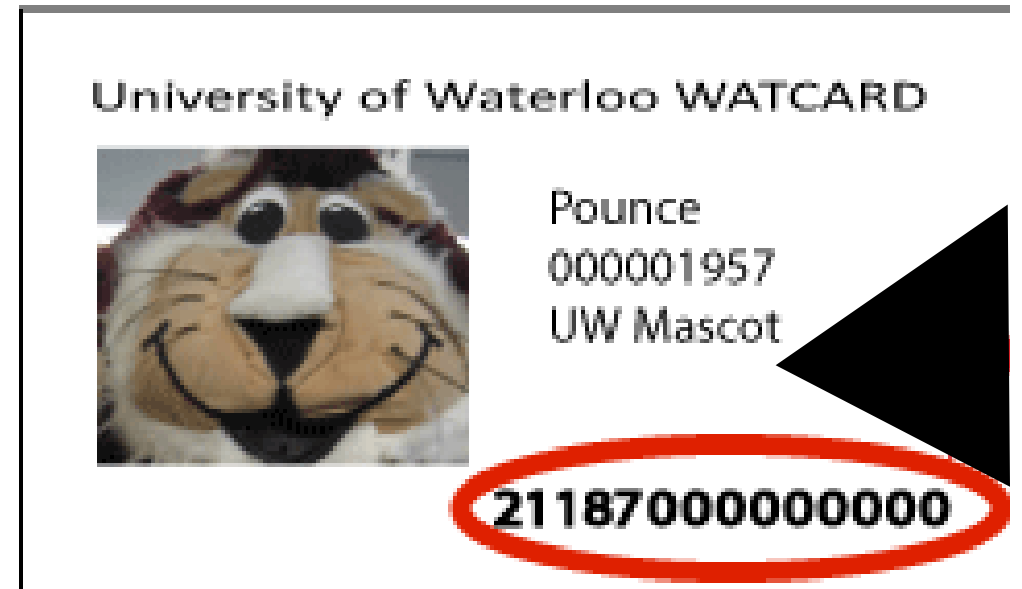 University of Waterloo WATCARD
Pounce
000001957
UW Mascot
21187000000000